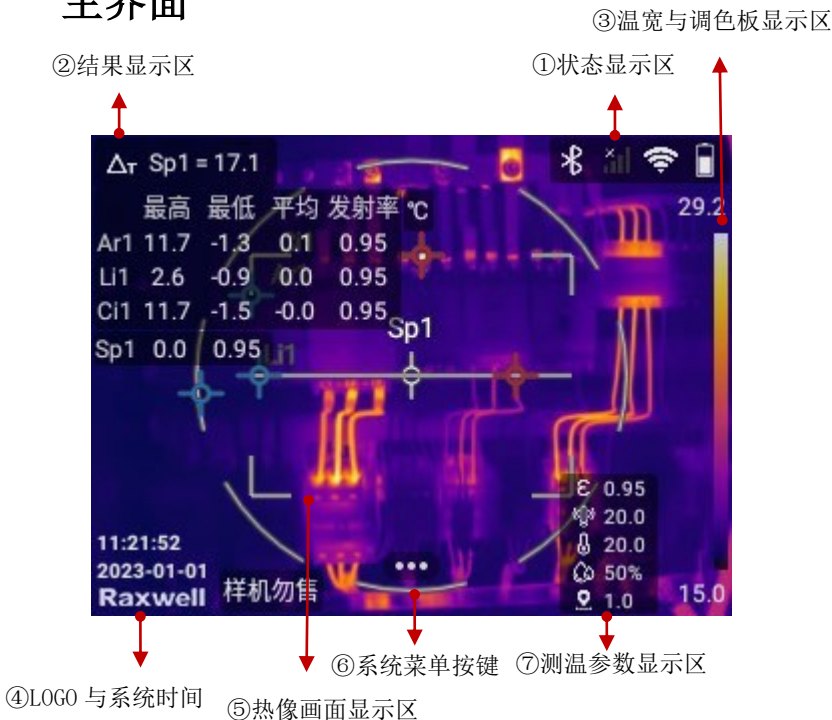 主界面
③温宽与调色板显示区
②结果显示区
①状态显示区
ΔT Sp1 = 17.1
最高 最低 平均 发射率 ℃
29.2
Ar1 11.7 -1.3 0.1 0.95
Li1 2.6 -0.9 0.0 0.95
Ci1 11.7 -1.5 -0.0 0.95
Sp1
Sp1 0.0 0.95
Li1
ε 0.95
20.0
20.0
50%
1.0
15.0
11:21:52
2023-01-01
Raxwell 样机勿售
⑥系统菜单按键 ⑦测温参数显示区
④LOGO 与系统时间
⑤热像画面显示区